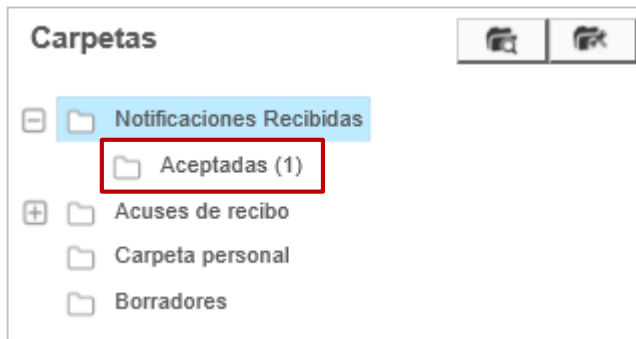 Carpetas
Notificaciones Recibidas
Aceptadas (1)
Acuses de recibo
Carpeta personal
Borradores